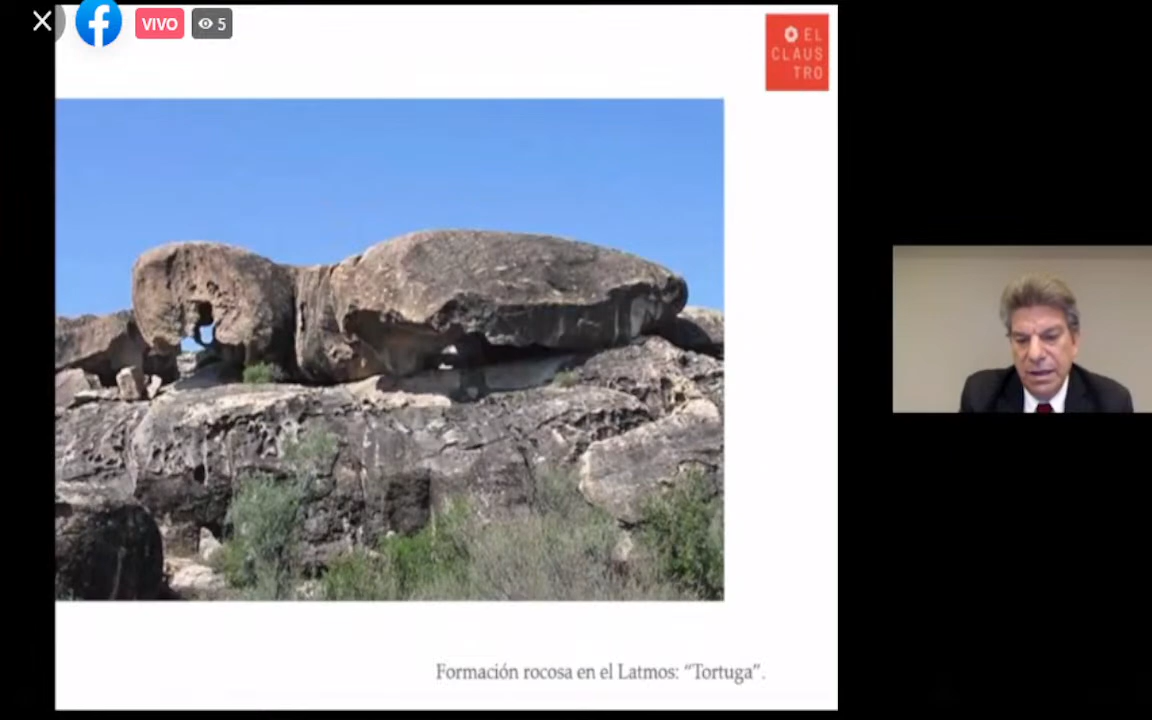 VIVO
5
EL
CLAUS
TRO
Formación rocosa en el Latmos: “Tortuga”.